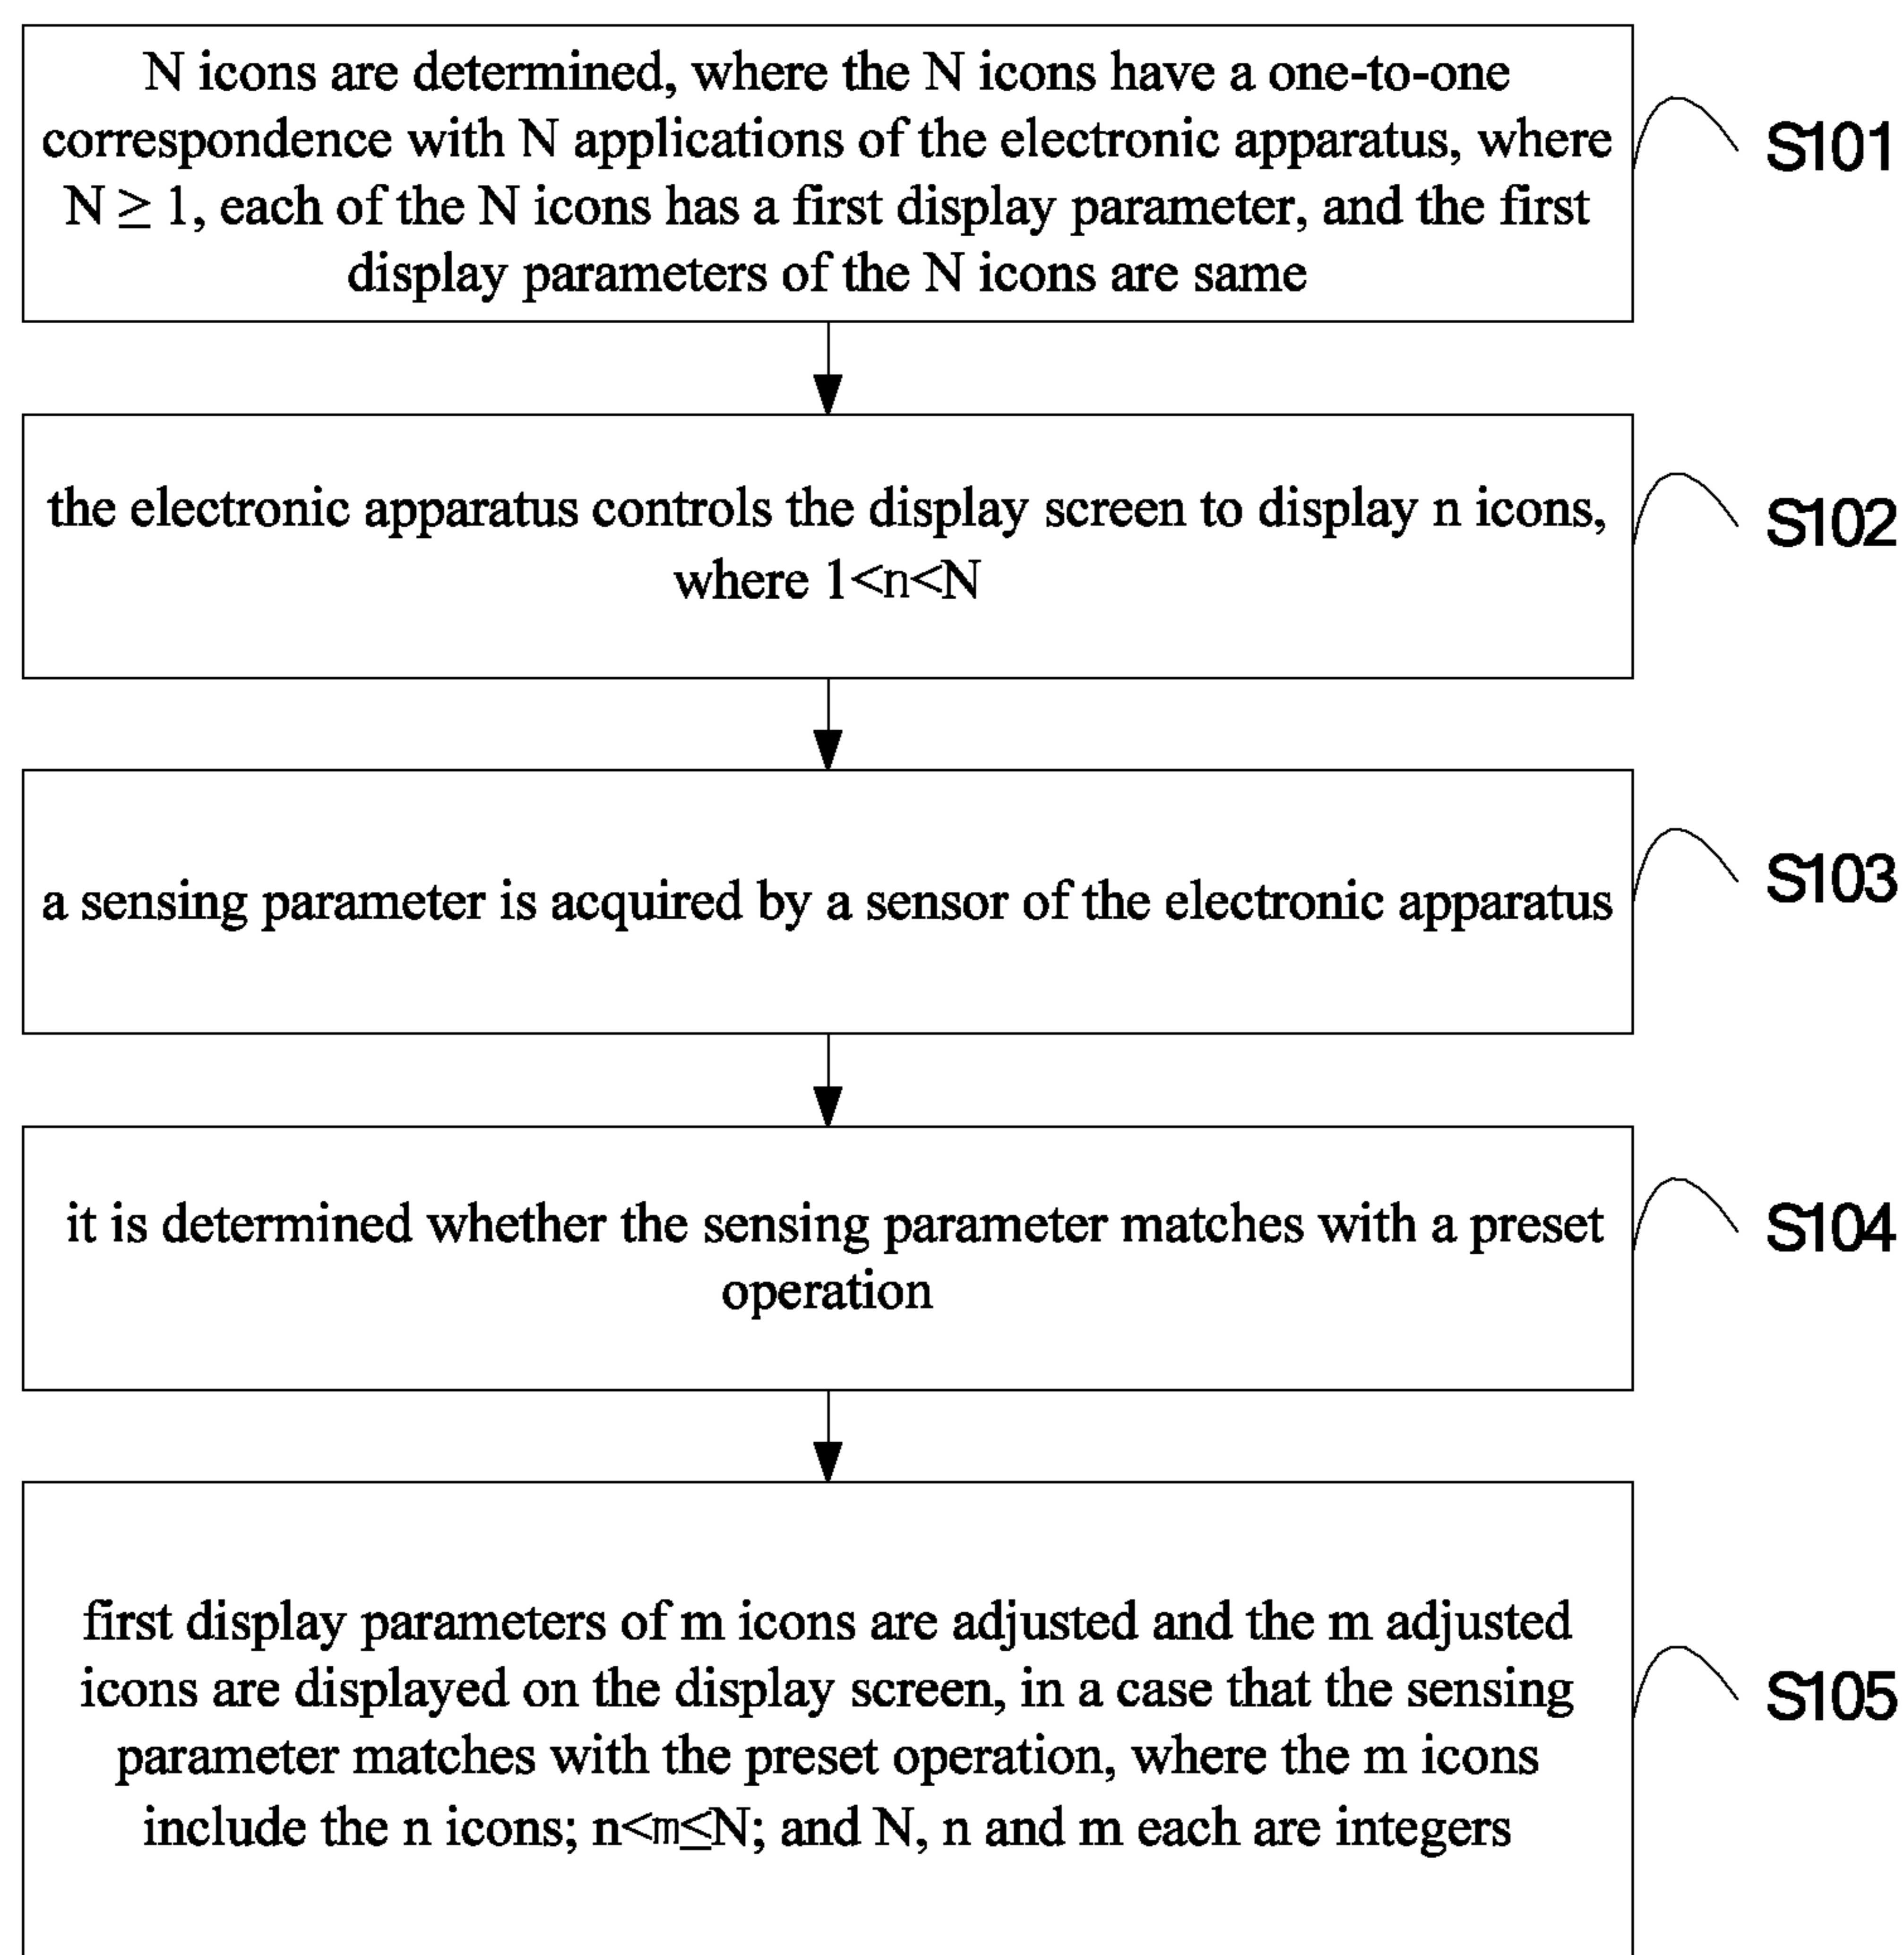 N icons are determined, where the N icons have a one-to-one
correspondence with N applications of the electronic apparatus, where
N ≥ 1, each of the N icons has a first display parameter, and the first
display parameters of the N icons are same
S101
the electronic apparatus controls the display screen to display n icons,
where 1<n<N
S102
a sensing parameter is acquired by a sensor of the electronic apparatus
S103
it is determined whether the sensing parameter matches with a preset
operation
S104
first display parameters of m icons are adjusted and the m adjusted
icons are displayed on the display screen, in a case that the sensing
parameter matches with the preset operation, where the m icons
include the n icons; n<m≤N; and N, n and m each are integers
S105